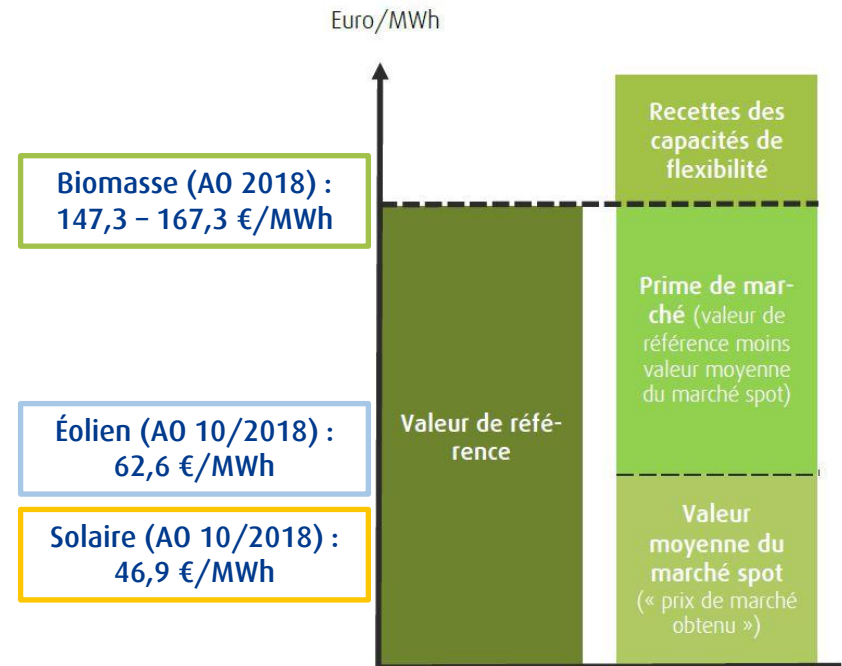 Euro/MWh
Biomasse (AO 2018) :
147,3 – 167,3 €/MWh
Éolien (AO 10/2018) :
62,6 €/MWh
Solaire (AO 10/2018) :
46,9 €/MWh
Valeur de réfé-
rence
Recettes des
capacités de
flexibilité
Prime de mar-
ché (valeur de
référence moins
valeur moyenne
du marché spot)
Valeur
moyenne du
marché spot
(« prix de marché
obtenu »)